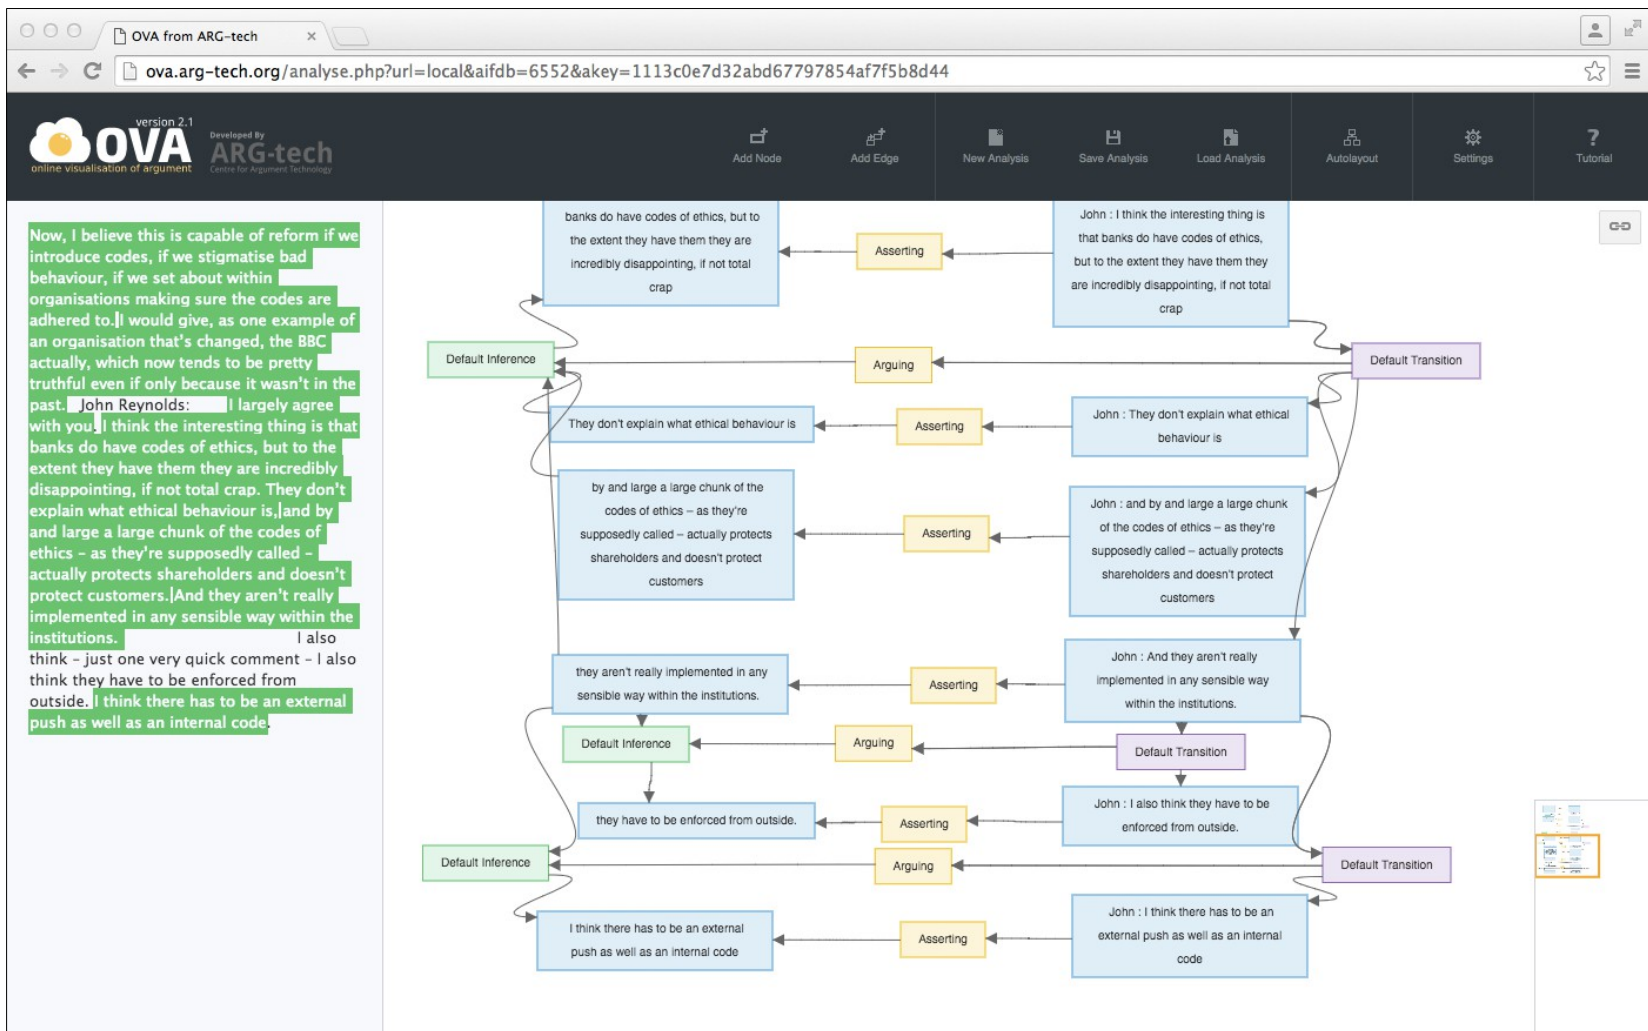 OVA from ARG-tech
ova.arg-tech.org/analyse.php?url=local&aifdb=6552&akey=1113c0e7d32abd67797854af7f5b8d44
version 2.1
OVA
online visualisation of argument
Developed By
ARG-tech
Centre for Argument Technology
Add Node
Add Edge
New Analysis
Save Analysis
Load Analysis
Autolayout
Settings
Tutorial
Now, I believe this is capable of reform if we
introduce codes, if we stigmatise bad
behaviour, if we set about within
organisations making sure the codes are
adhered to. I would give, as one example of
an organisation that's changed, the BBC
actually, which now tends to be pretty
truthful even if only because it wasn't in the
past. John Reynolds: I largely agree
with you. I think the interesting thing is that
banks do have codes of ethics, but to the
extent they have them they are incredibly
disappointing, if not total crap. They don't
explain what ethical behaviour is, and by
and large a large chunk of the codes of
ethics – as they're supposedly called –
actually protects shareholders and doesn't
protect customers. And they aren't really
implemented in any sensible way within the
institutions. I also
think – just one very quick comment – I also
think they have to be enforced from
outside. I think there has to be an external
push as well as an internal code.
banks do have codes of ethics, but to
the extent they have them they are
incredibly disappointing, if not total
crap
Asserting
John : I think the interesting thing is
that banks do have codes of ethics,
but to the extent they have them they
are incredibly disappointing, if not total
crap
Default Inference
Arguing
Default Transition
They don't explain what ethical behaviour is
Asserting
John : They don't explain what ethical
behaviour is
by and large a large chunk of the
codes of ethics – as they're
supposedly called – actually protects
shareholders and doesn't protect
customers
Asserting
John : and by and large a large chunk
of the codes of ethics – as they're
supposedly called – actually protects
shareholders and doesn't protect
customers
they aren't really implemented in any
sensible way within the institutions.
Asserting
John : And they aren't really
implemented in any sensible way
within the institutions.
Default Inference
Arguing
Default Transition
they have to be enforced from outside.
Asserting
John : I also think they have to be
enforced from outside.
Default Inference
Arguing
Default Transition
I think there has to be an external
push as well as an internal code
Asserting
John : I think there has to be an
external push as well as an internal
code